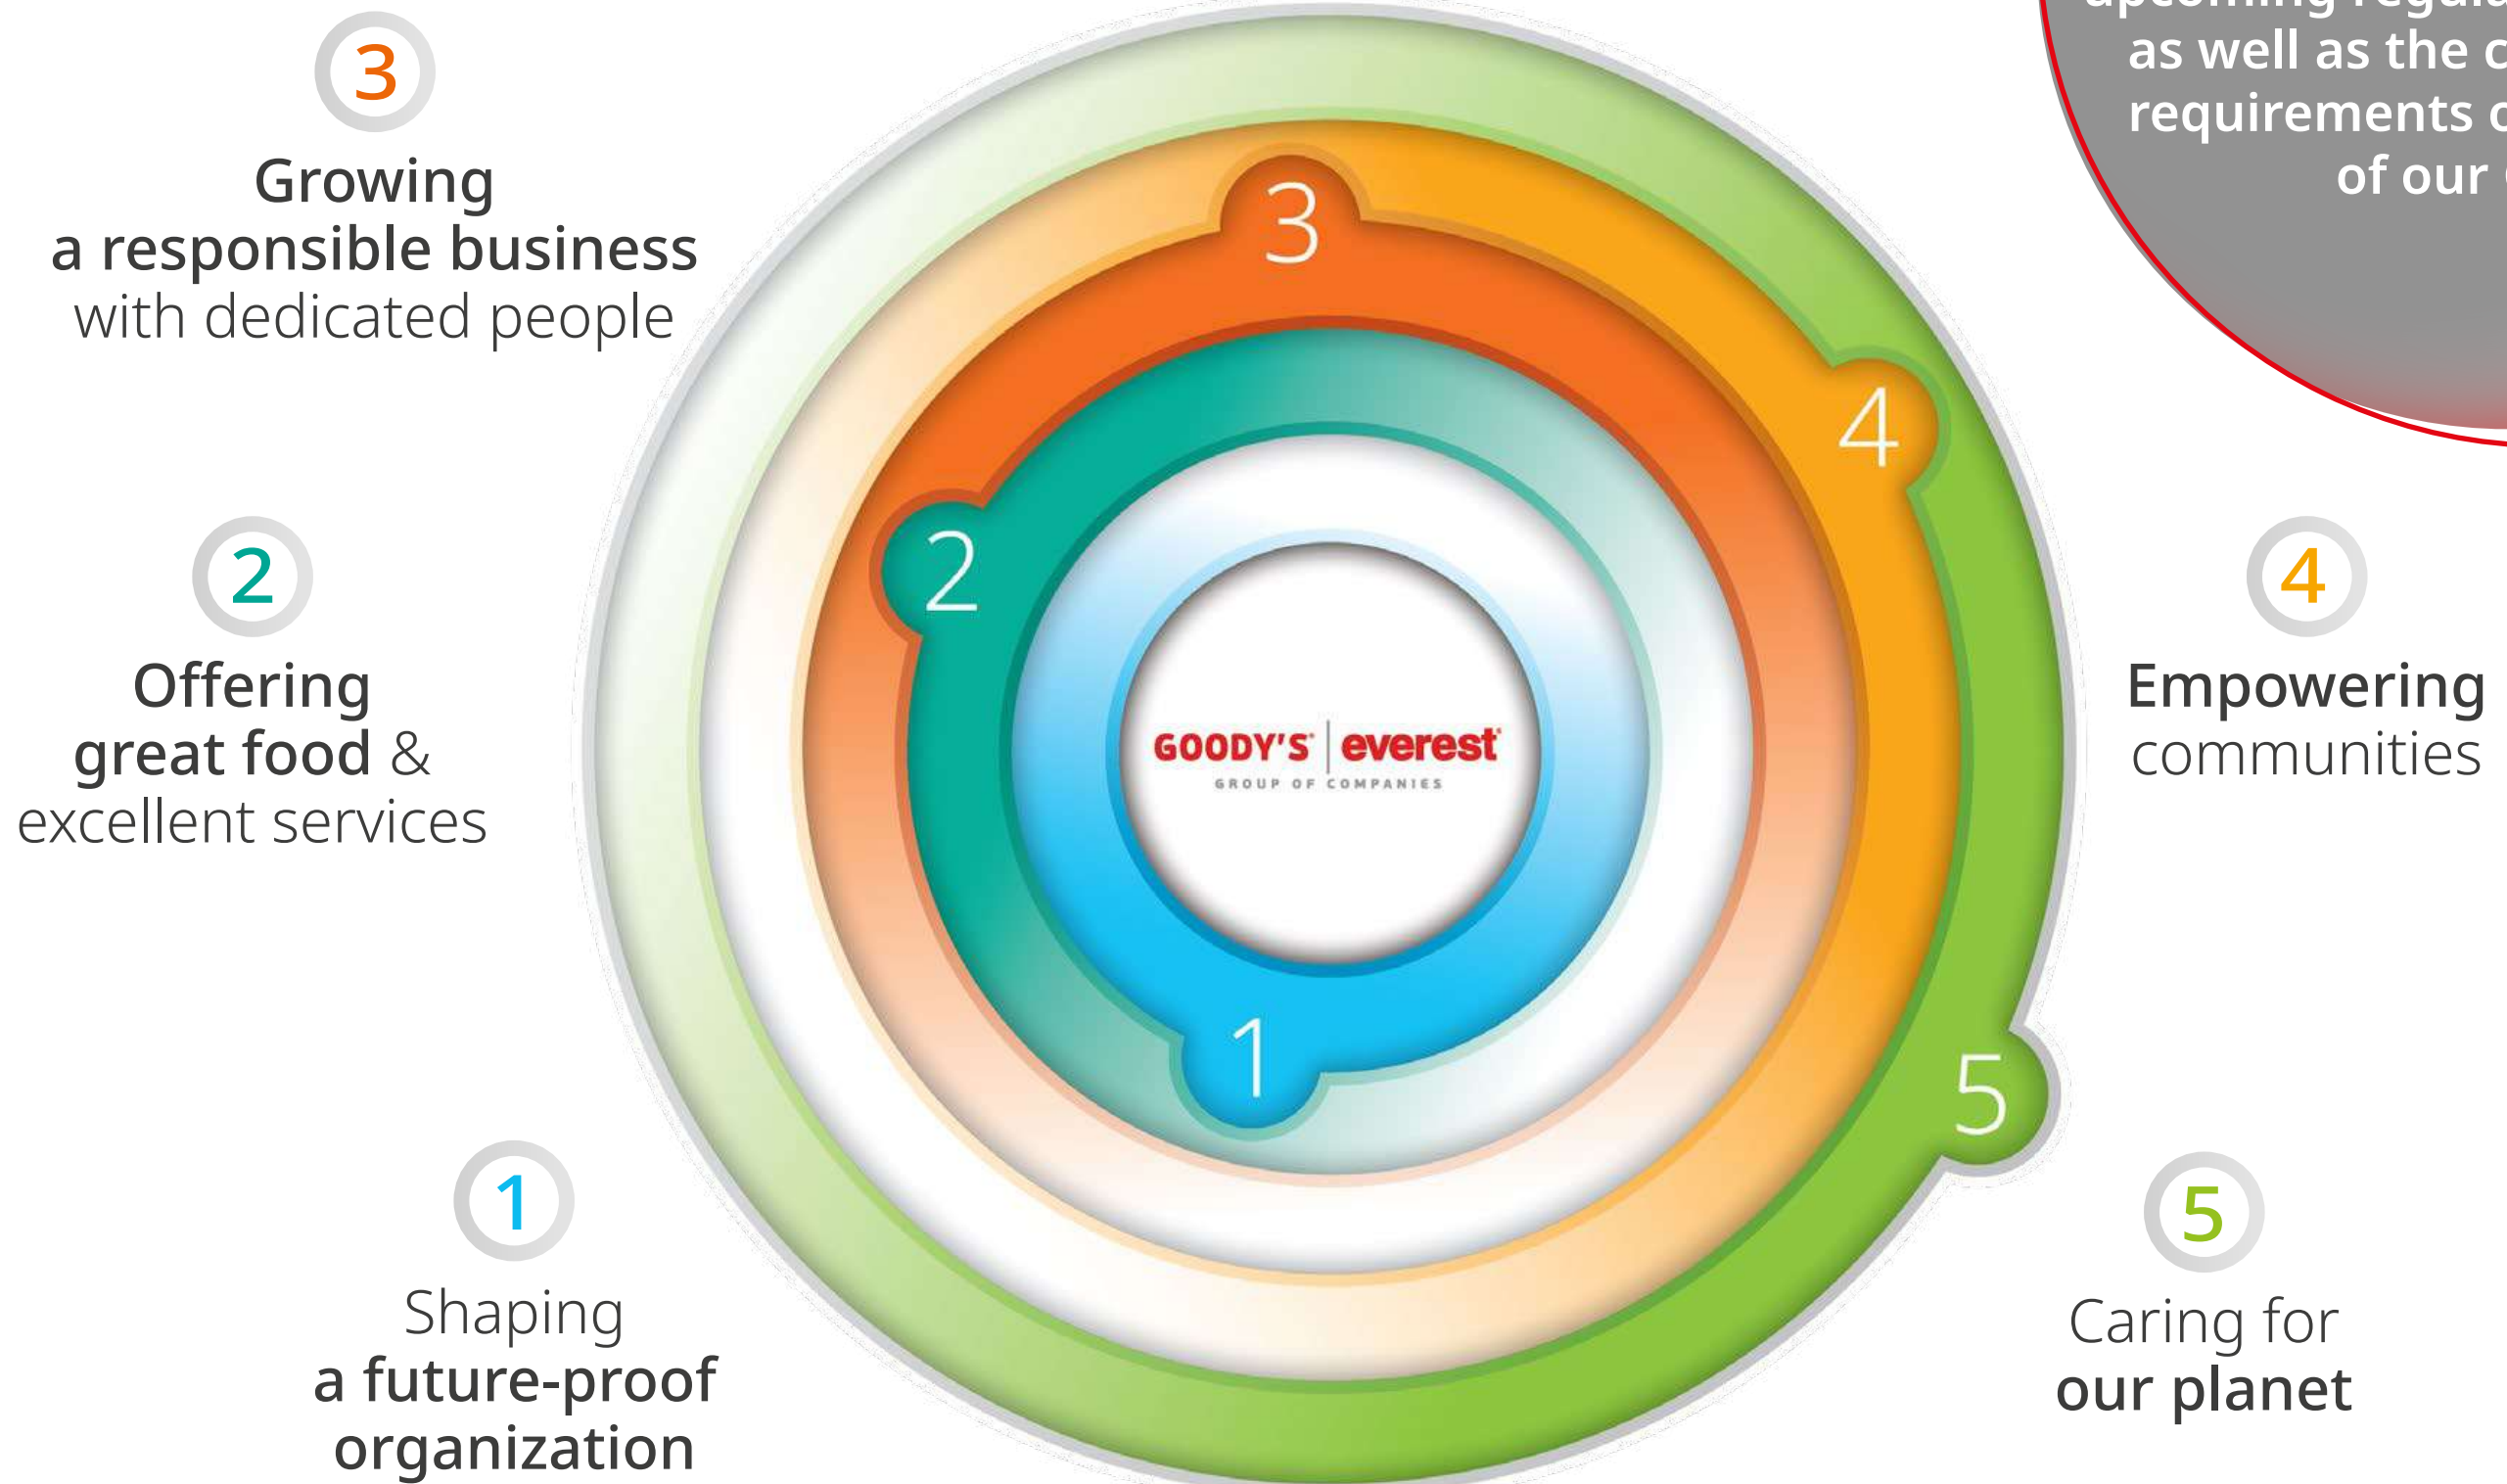 3
Growing
a responsible business
with dedicated people
2
Offering
great food &
excellent services
1
Shaping
a future-proof
organization
3
4
2
GOODY'S | everest
GROUP OF COMPANIES
1
5
as well as the
requirements
of our
4
Empowering
communities
5
Caring for
our planet